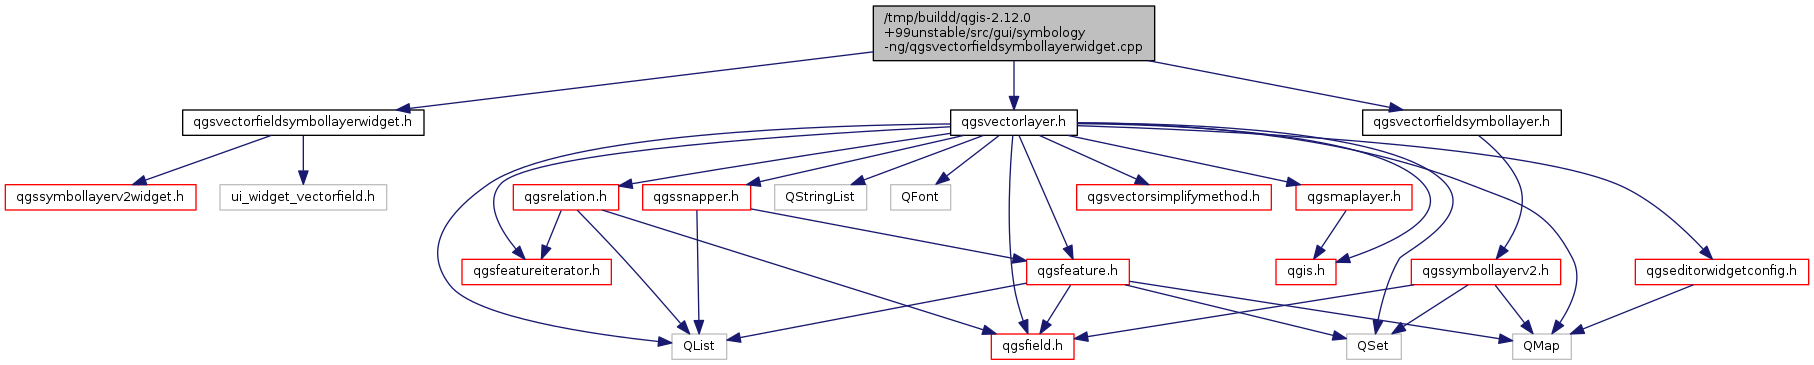 /tmp/buildd/qgis-2.12.0
+99unstable/src/gui/symbology
-ng/qgsvectorfieldsymbollayerwidget.cpp
qgsvectorfieldsymbollayerwidget.h
qgsvectorlayer.h
qgsvectorfieldsymbollayer.h
qgssymbollayerv2widget.h
ui_widget_vectorfield.h
qgsrelation.h
qgssnapper.h
QStringList
QFont
qgsvectorsimplifymethod.h
qgsmaplayer.h
qgsfeatureiterator.h
qgsfeature.h
qgis.h
qgssymbollayerv2.h
qgseditorwidgetconfig.h
QList
qgsfield.h
QSet
QMap